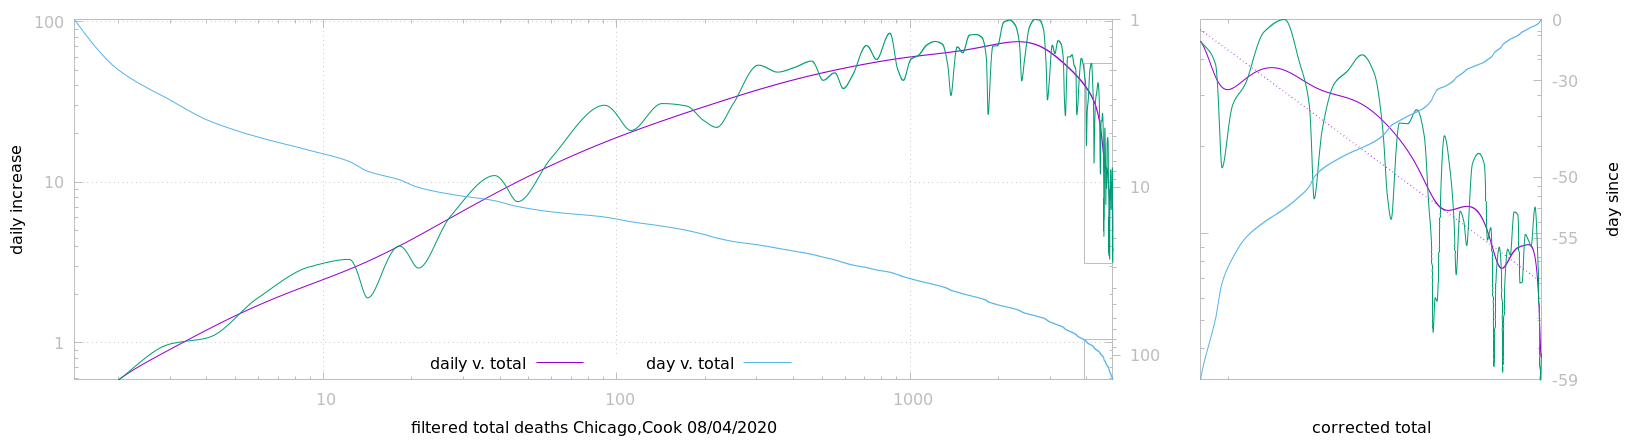 100
10
1
daily increase
10
100
1000
1
10
100
daily v. total
day v. total
filtered total deaths Chicago,Cook 08/04/2020
0
-30
-50
-55
-59
day since
corrected total